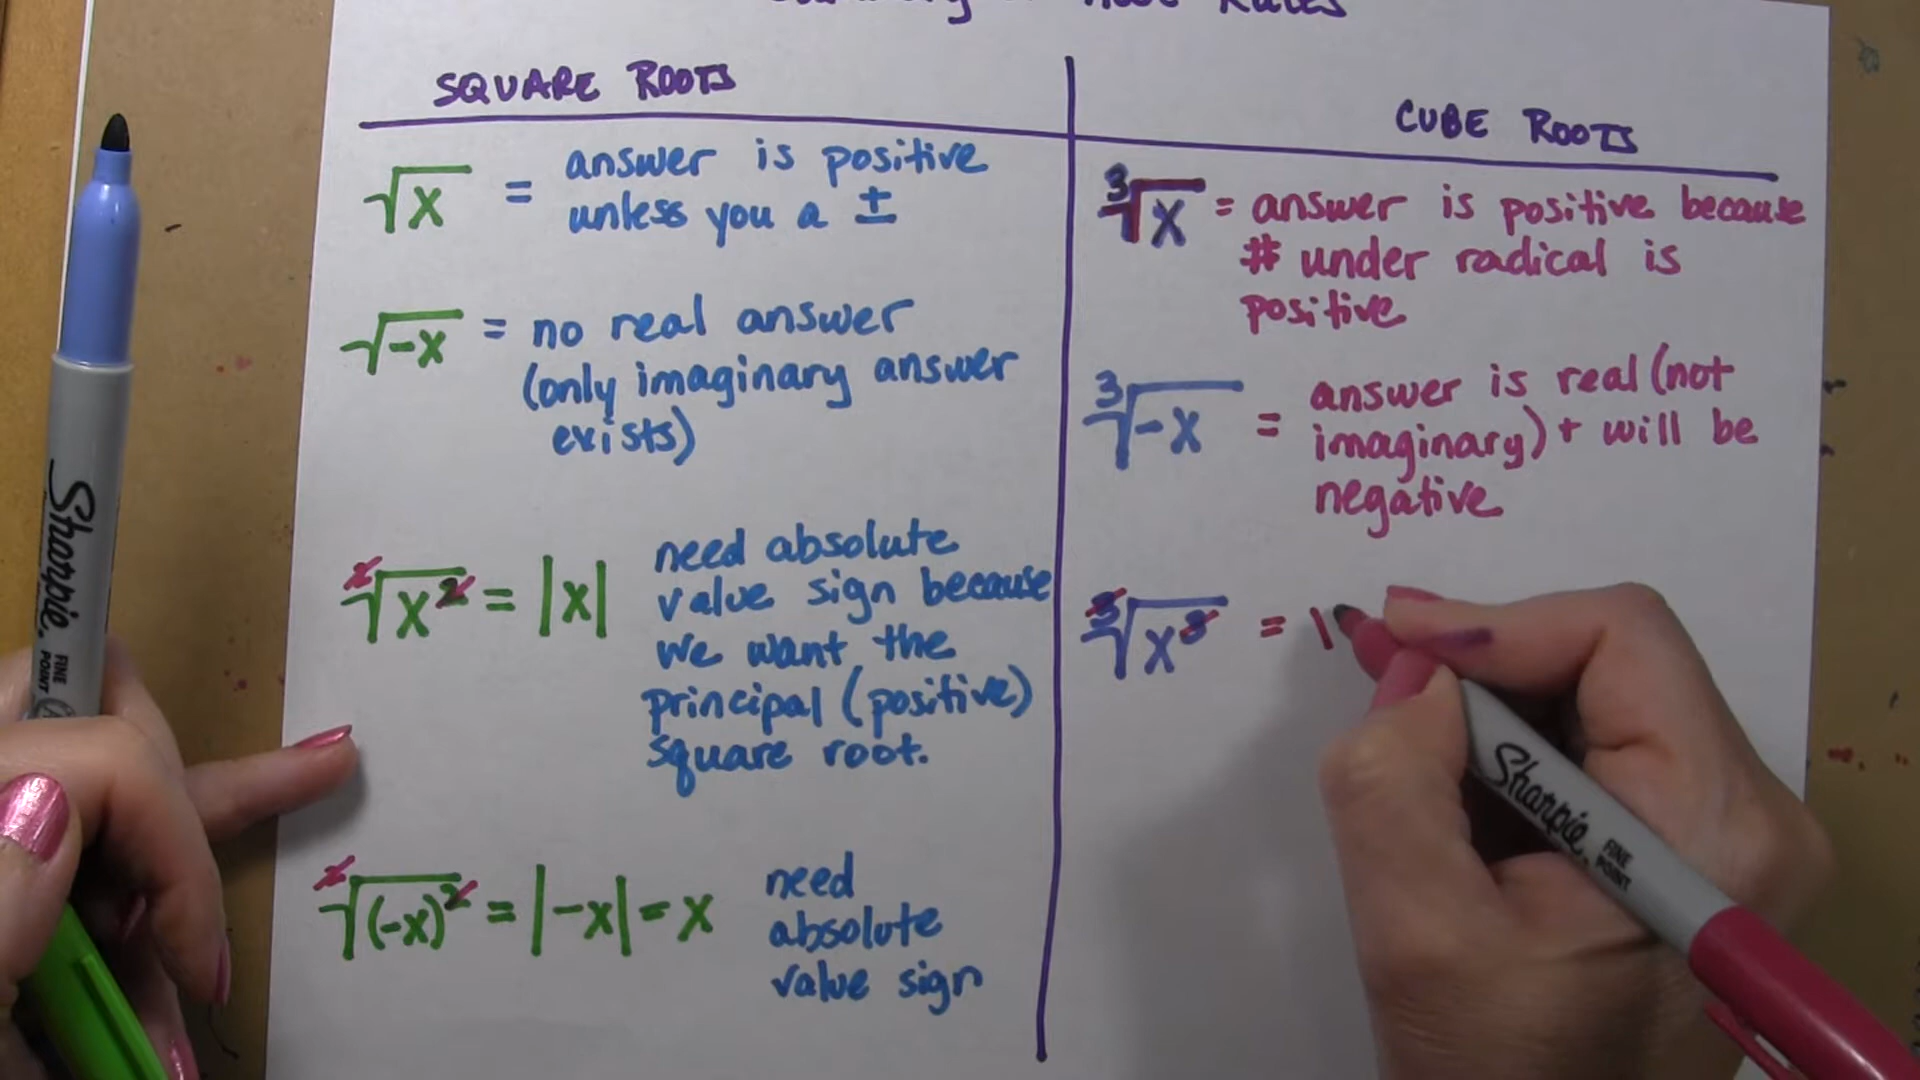 Root Rules
SQUARE ROOTS
√x = answer is positive
unless you a ±
√-x = no real answer
(only imaginary answer
exists)
²√x² = |x| need absolute
value sign because
we want the
principal (positive)
square root.
²√(-x)² = |-x| = x need
absolute
value sign
CUBE ROOTS
³√x = answer is positive because
# under radical is
positive
³√-x = answer is real (not
imaginary) + will be
negative
³√x³ =
Sharpie.
FINE
POINT
Sharpie.
FINE
POINT